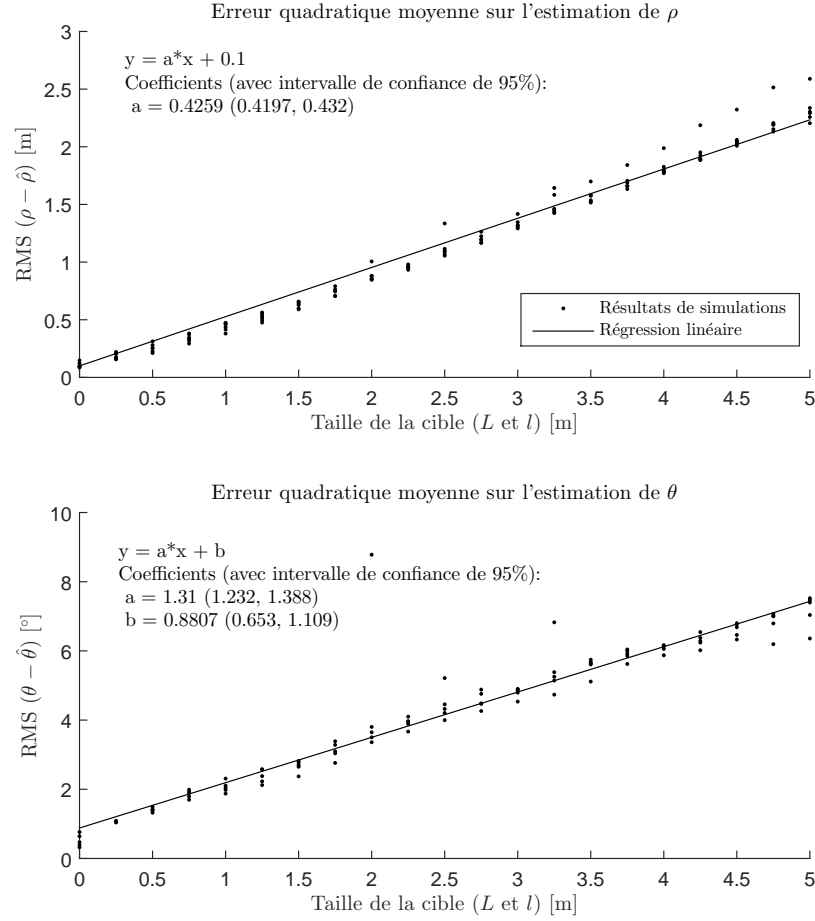 Erreur quadratique moyenne sur l'estimation de ρ
y = a*x + 0.1
Coefficients (avec intervalle de confiance de 95%):
a = 0.4259 (0.4197, 0.432)
RMS (ρ − ρ̂) [m]
3
2.5
2
1.5
1
0.5
0
Résultats de simulations
Régression linéaire
0 0.5 1 1.5 2 2.5 3 3.5 4 4.5 5
Taille de la cible (L et l) [m]
Erreur quadratique moyenne sur l'estimation de θ
y = a*x + b
Coefficients (avec intervalle de confiance de 95%):
a = 1.31 (1.232, 1.388)
b = 0.8807 (0.653, 1.109)
RMS (θ − θ̂) [°]
10
8
6
4
2
0
0 0.5 1 1.5 2 2.5 3 3.5 4 4.5 5
Taille de la cible (L et l) [m]